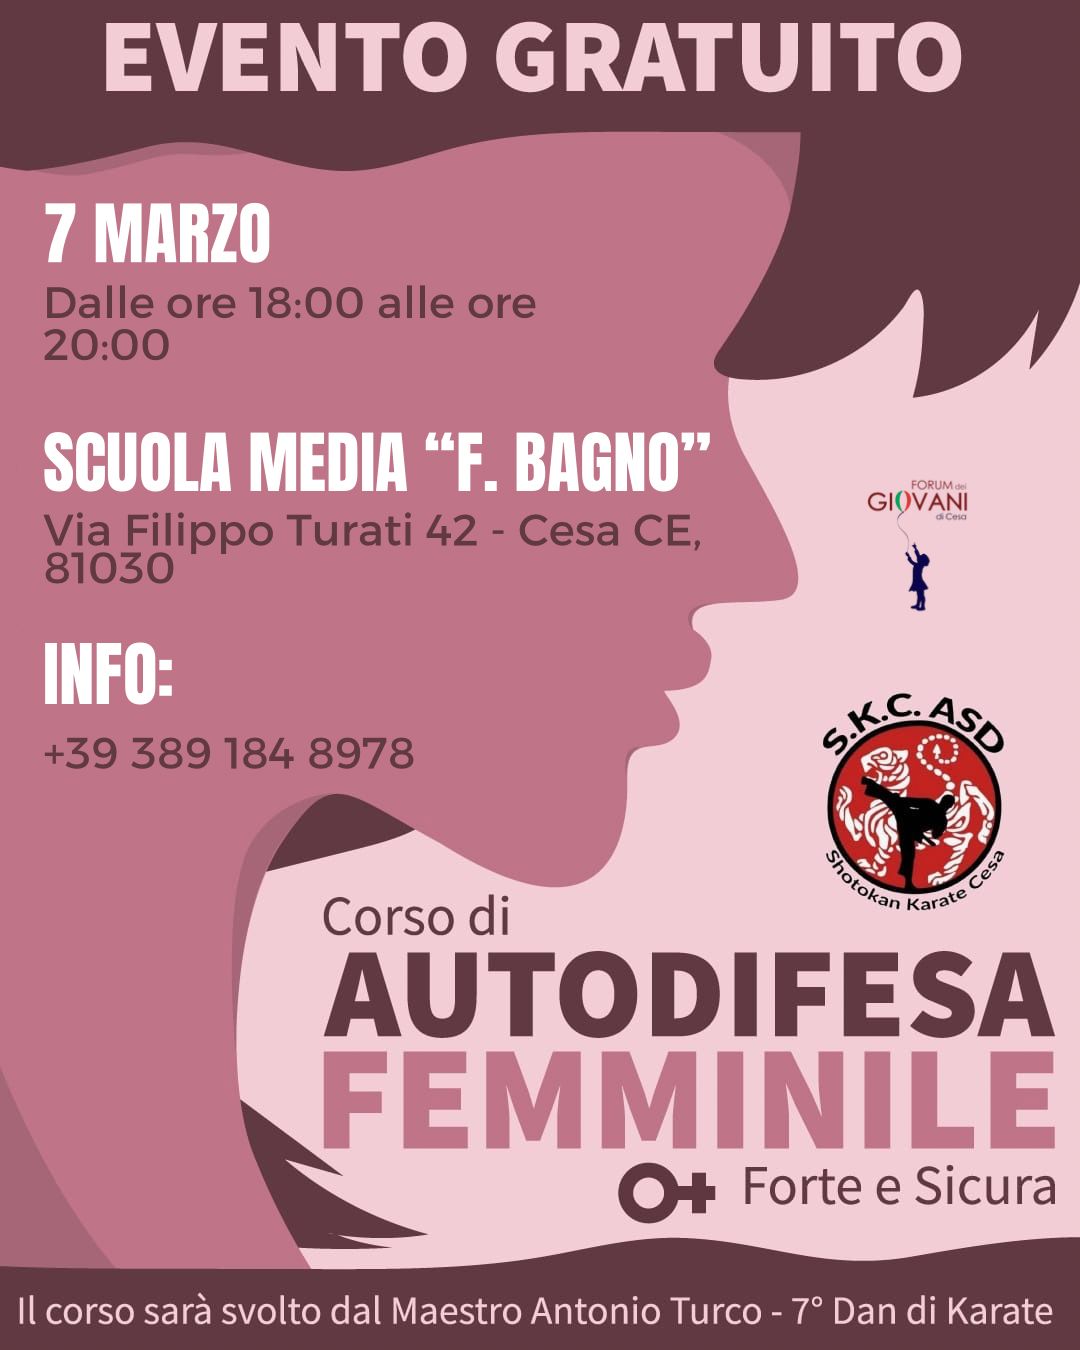 EVENTO GRATUITO
7 MARZO
Dalle ore 18:00 alle ore
20:00
SCUOLA MEDIA “F. BAGNO”
Via Filippo Turati 42 - Cesa CE,
81030
INFO:
+39 389 184 8978
FORUM dei
GIOVANI
di Cesa
S.K.C. ASD
Shotokan Karate Cesa
Corso di
AUTODIFESA
FEMMINILE
Forte e Sicura
Il corso sarà svolto dal Maestro Antonio Turco - 7° Dan di Karate